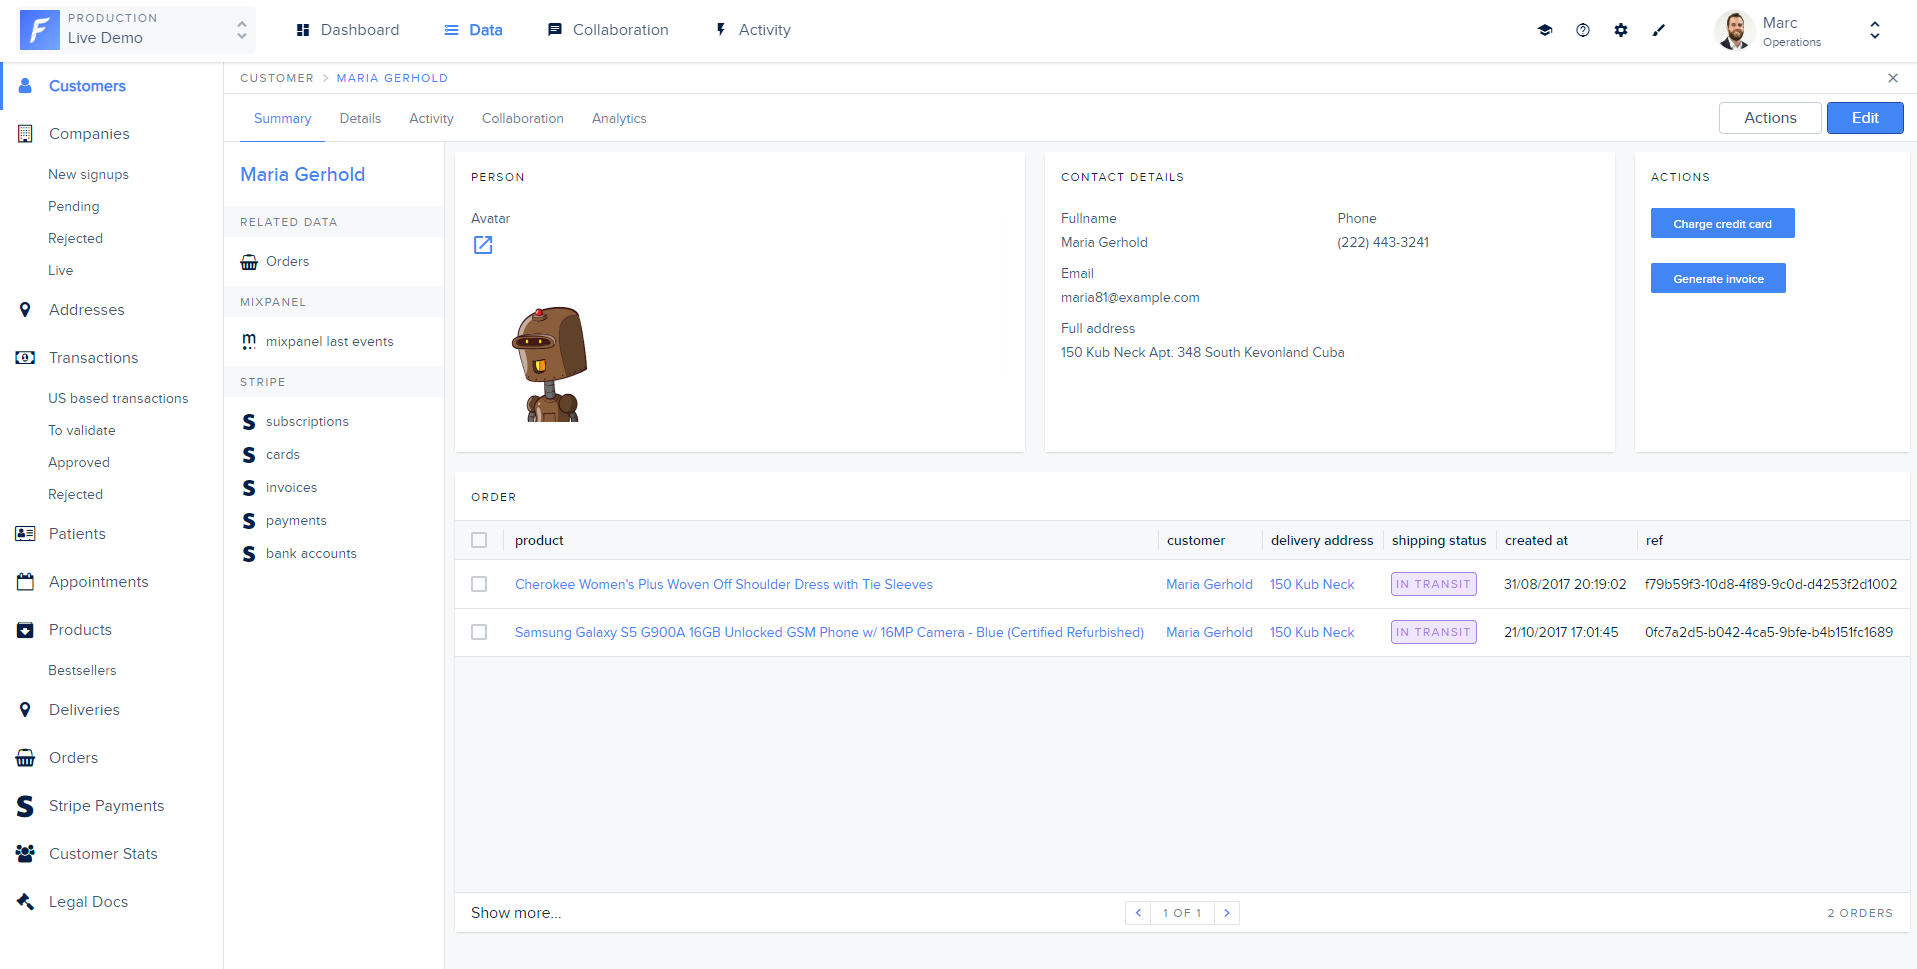 PRODUCTION
Live Demo
Dashboard
Data
Collaboration
Activity
Marc
Operations
Customers
Companies
New signups
Pending
Rejected
Live
Addresses
Transactions
US based transactions
To validate
Approved
Rejected
Patients
Appointments
Products
Bestsellers
Deliveries
Orders
Stripe Payments
Customer Stats
Legal Docs
CUSTOMER > MARIA GERHOLD
Summary
Details
Activity
Collaboration
Analytics
Actions
Edit
Maria Gerhold
RELATED DATA
Orders
MIXPANEL
mixpanel last events
STRIPE
subscriptions
cards
invoices
payments
bank accounts
PERSON
Avatar
CONTACT DETAILS
Fullname
Maria Gerhold
Phone
(222) 443-3241
Email
maria81@example.com
Full address
150 Kub Neck Apt. 348 South Kevonland Cuba
ACTIONS
Charge credit card
Generate invoice
ORDER
product customer delivery address shipping status created at ref
Cherokee Women's Plus Woven Off Shoulder Dress with Tie Sleeves Maria Gerhold 150 Kub Neck IN TRANSIT 31/08/2017 20:19:02 f79b59f3-10d8-4f89-9c0d-d4253f2d1002
Samsung Galaxy S5 G900A 16GB Unlocked GSM Phone w/ 16MP Camera - Blue (Certified Refurbished) Maria Gerhold 150 Kub Neck IN TRANSIT 21/10/2017 17:01:45 0fc7a2d5-b042-4ca5-9bfe-b4b151fc1689
Show more...
1 OF 1
2 ORDERS